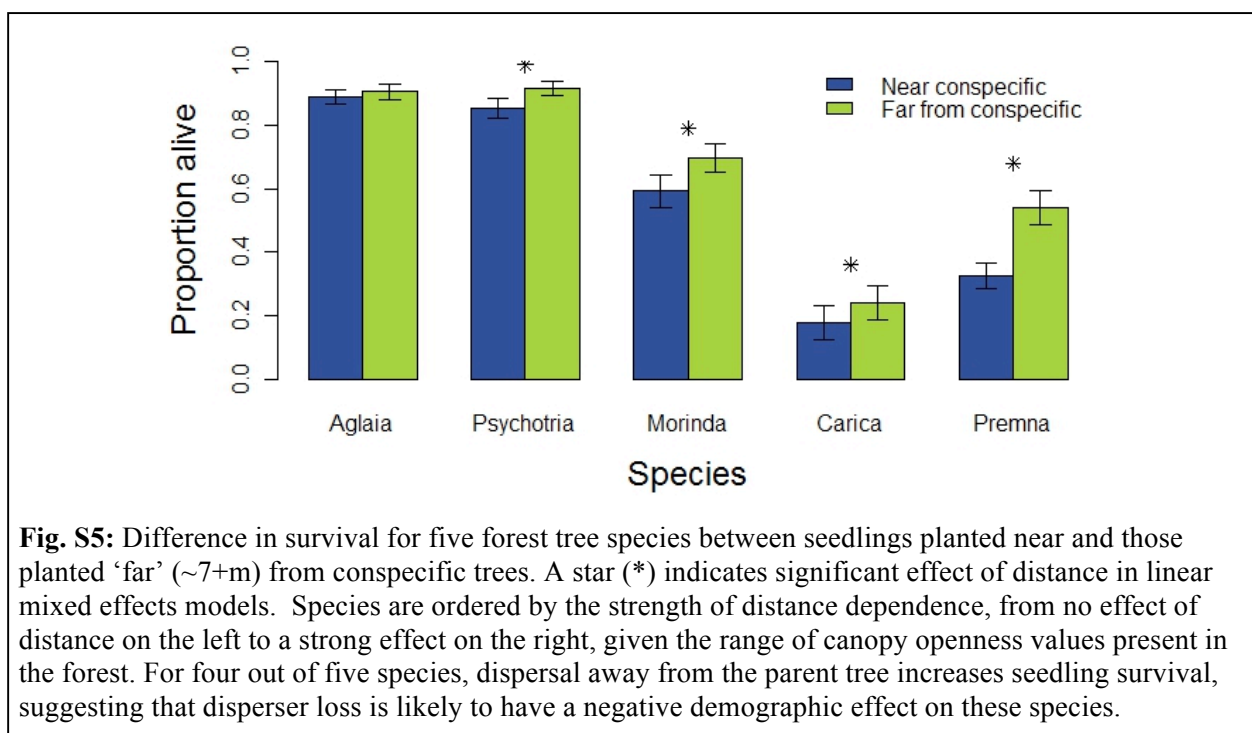 Proportion alive
1.0
0.8
0.6
0.4
0.2
0.0
*
*
*
*
Near conspecific
Far from conspecific
Aglaia
Psychotria
Morinda
Carica
Premna
Species
Fig. S5: Difference in survival for five forest tree species between seedlings planted near and those
planted ‘far’ (~7+m) from conspecific trees. A star (*) indicates significant effect of distance in linear
mixed effects models.  Species are ordered by the strength of distance dependence, from no effect of
distance on the left to a strong effect on the right, given the range of canopy openness values present in
the forest. For four out of five species, dispersal away from the parent tree increases seedling survival,
suggesting that disperser loss is likely to have a negative demographic effect on these species.